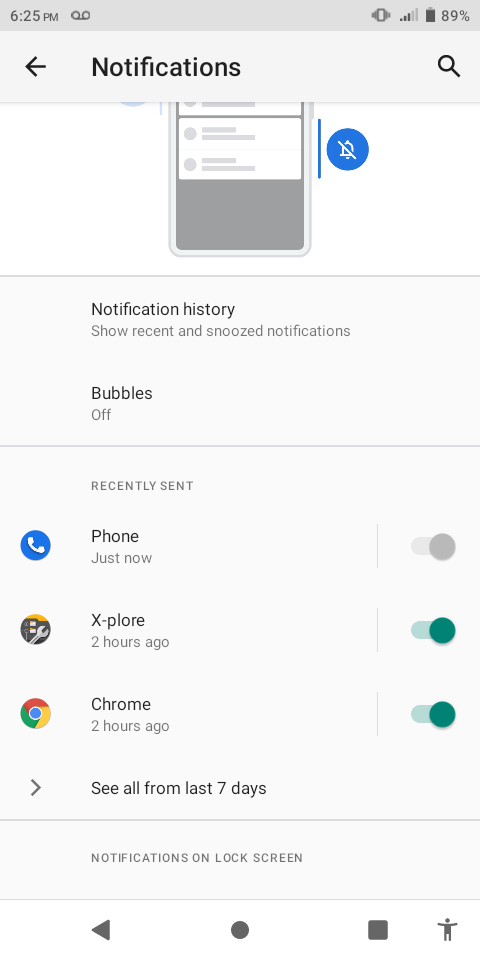 6:25 PM 89%
Notifications
Notification history
Show recent and snoozed notifications
Bubbles
Off
RECENTLY SENT
Phone
Just now
X-plore
2 hours ago
Chrome
2 hours ago
See all from last 7 days
NOTIFICATIONS ON LOCK SCREEN